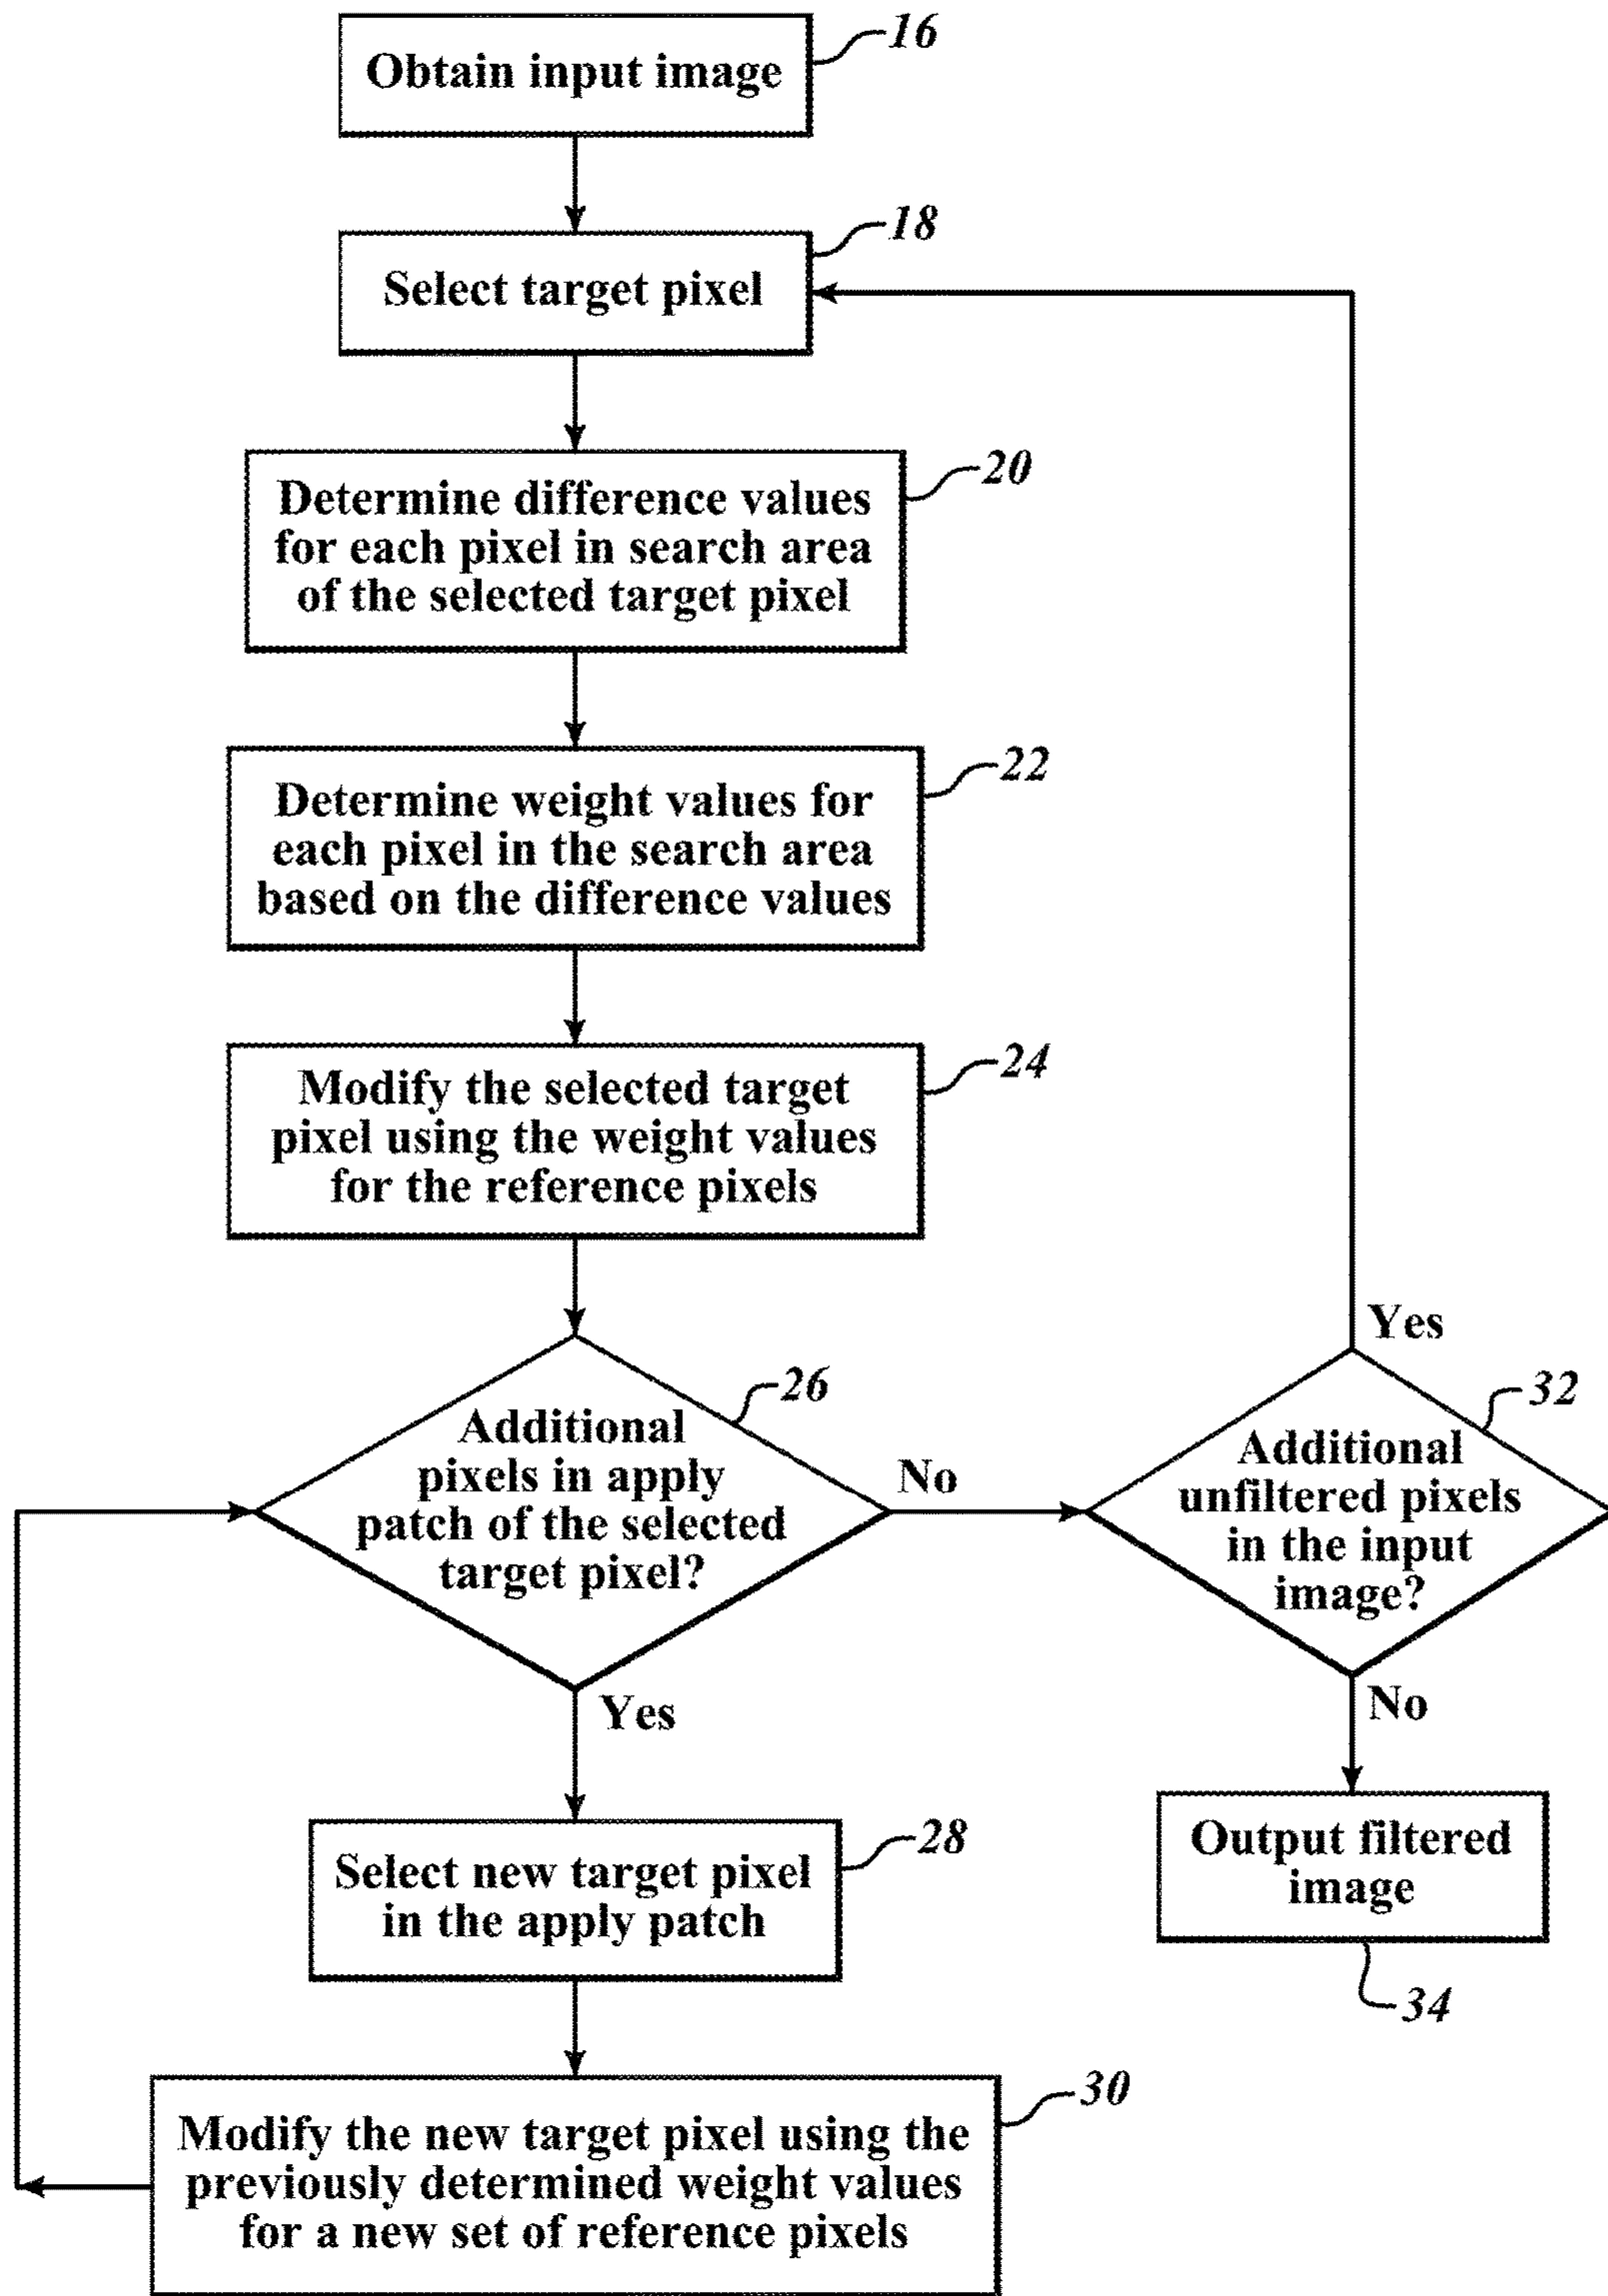 Obtain input image
16
Select target pixel
18
Determine difference values
for each pixel in search area
of the selected target pixel
20
Determine weight values for
each pixel in the search area
based on the difference values
22
Modify the selected target
pixel using the weight values
for the reference pixels
24
Additional
pixels in apply
patch of the selected
target pixel?
26
No
Yes
Additional
unfiltered pixels
in the input
image?
32
Yes
No
Select new target pixel
in the apply patch
28
Output filtered
image
34
Modify the new target pixel using the
previously determined weight values
for a new set of reference pixels
30